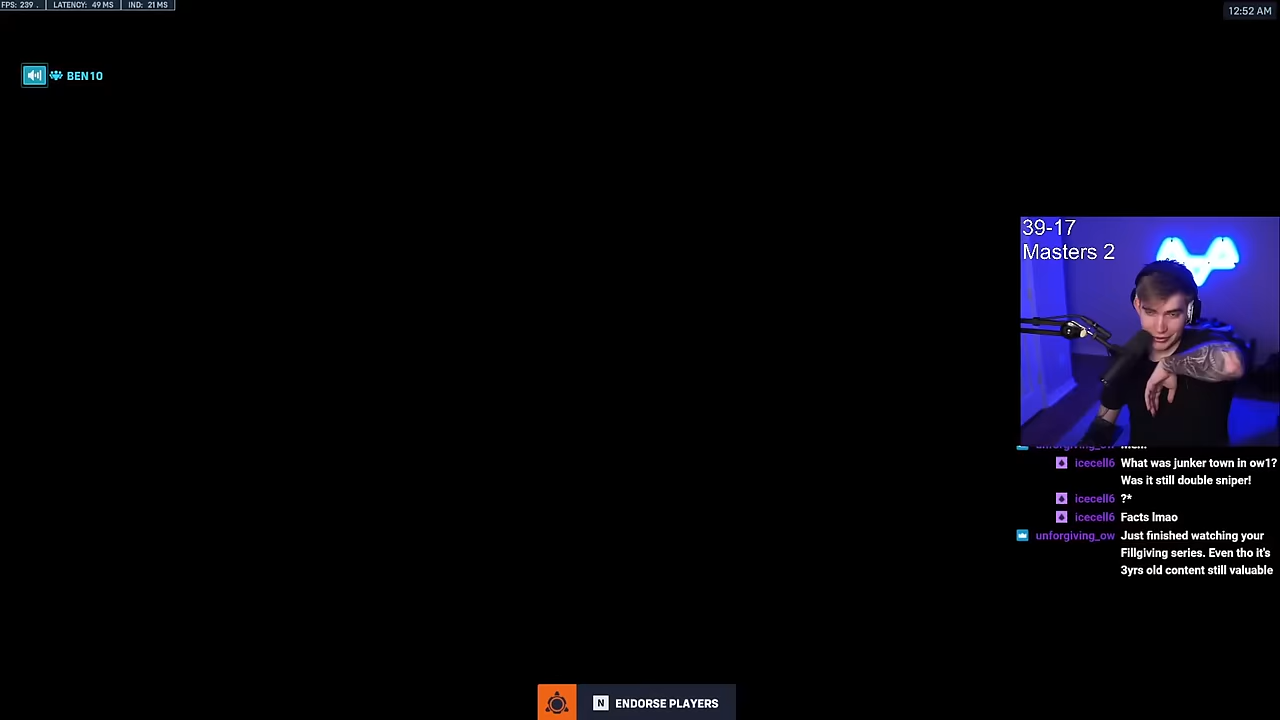 FPS: 239 . LATENCY: 49 MS IND: 21 MS
12:52 AM
BEN10
39-17
Masters 2
unforgiving_ow
icecell6 What was junker town in ow1?
Was it still double sniper!
icecell6 ?*
icecell6 Facts lmao
unforgiving_ow Just finished watching your
Fillgiving series. Even tho it's
3yrs old content still valuable
N ENDORSE PLAYERS